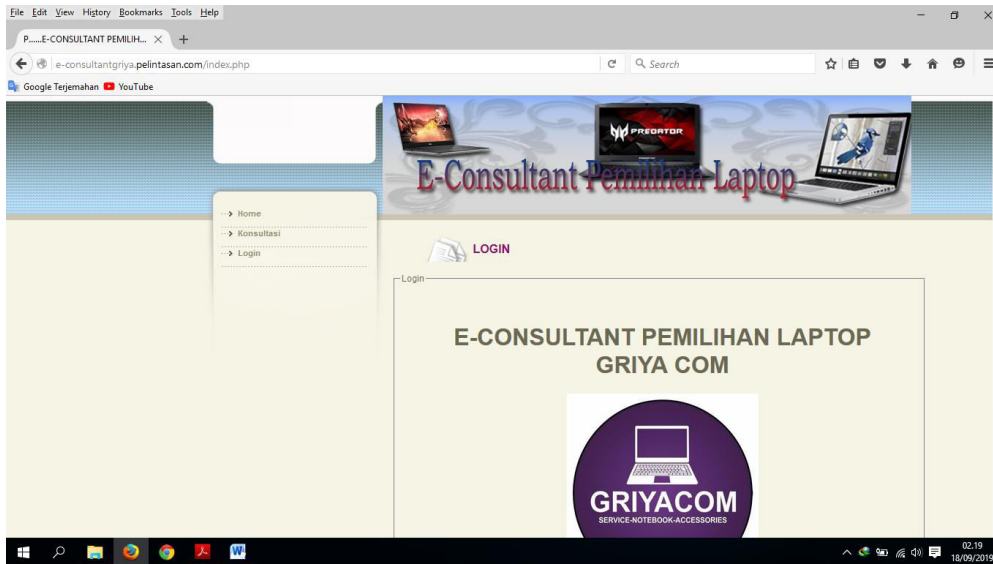 File Edit View History Bookmarks Tools Help
P......E-CONSULTANT PEMILIH...
e-consultantgriya.pelintasan.com/index.php
Search
Google Terjemahan YouTube
PREDATOR
E-Consultant Pemilihan Laptop
Home
Konsultasi
Login
LOGIN
Login
E-CONSULTANT PEMILIHAN LAPTOP
GRIYA COM
GRIYACOM
SERVICE-NOTEBOOK-ACCESSORIES
02.19
18/09/2019